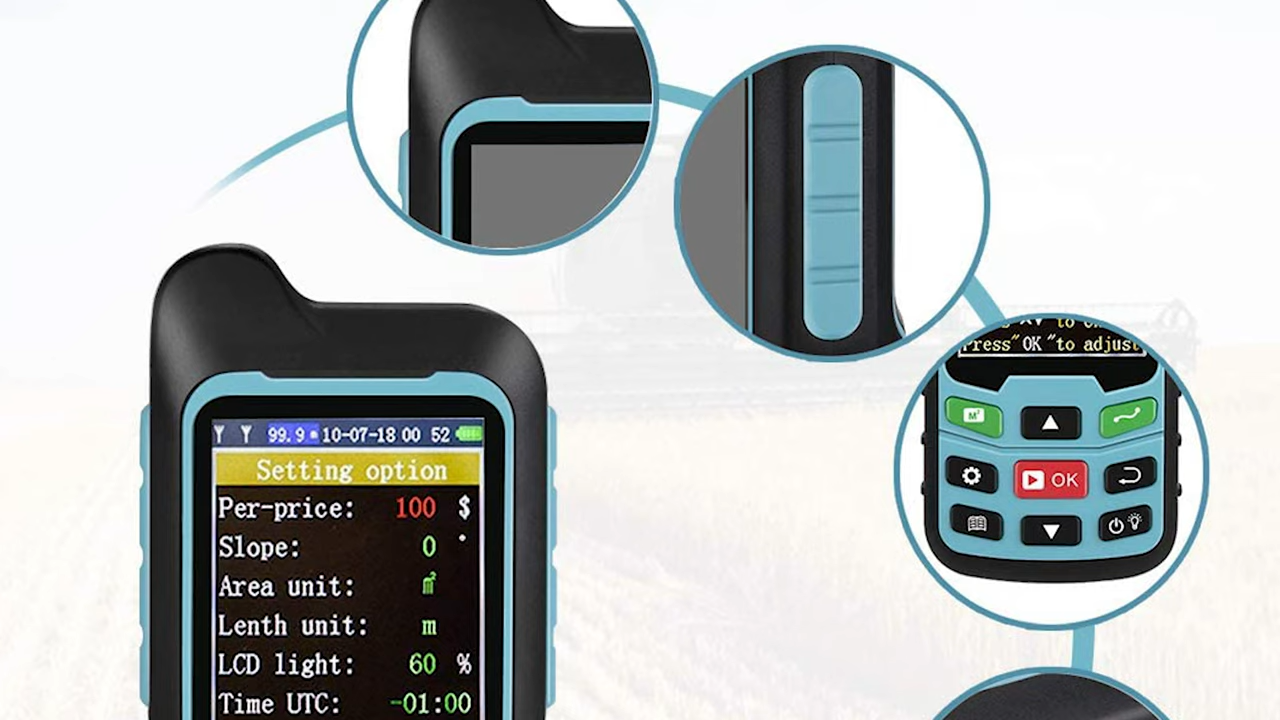 99.9 10-07-18 00 52
Setting option
Per-price: 100 $
Slope: 0 °
Area unit: m²
Lenth unit: m
LCD light: 60 %
Time UTC: -01:00
Press"OK"to adjust
M²
OK